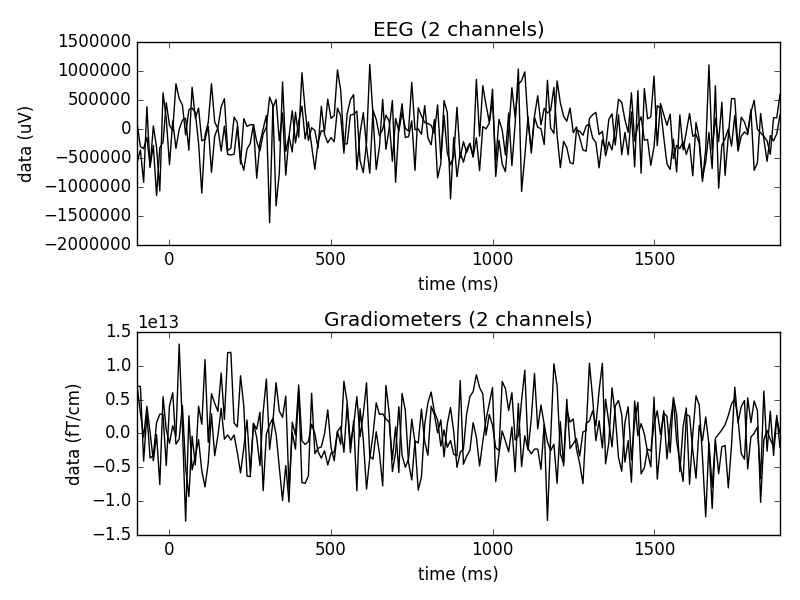 EEG (2 channels)
1500000
1000000
500000
0
−500000
−1000000
−1500000
−2000000
data (uV)
0 500 1000 1500
time (ms)
Gradiometers (2 channels)
1e13
1.5
1.0
0.5
0.0
−0.5
−1.0
−1.5
data (fT/cm)
0 500 1000 1500
time (ms)